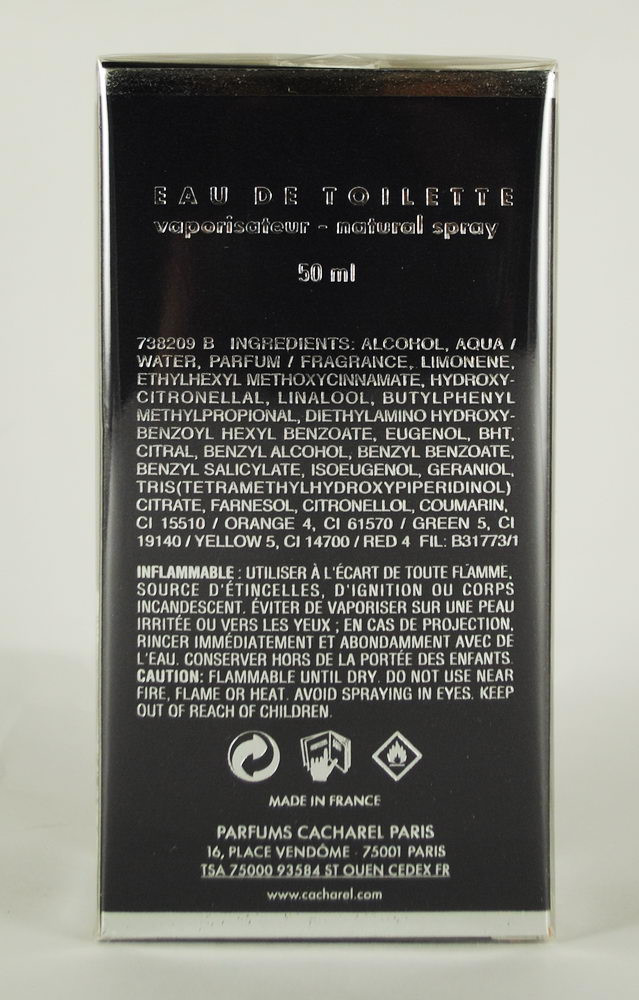 EAU DE TOILETTE
vaporisateur - natural spray
50 ml
738209 B INGREDIENTS: ALCOHOL, AQUA /
WATER, PARFUM / FRAGRANCE, LIMONENE,
ETHYLHEXYL METHOXYCINNAMATE, HYDROXY-
CITRONELLAL, LINALOOL, BUTYLPHENYL
METHYLPROPIONAL, DIETHYLAMINO HYDROXY-
BENZOYL HEXYL BENZOATE, EUGENOL, BHT,
CITRAL, BENZYL ALCOHOL, BENZYL BENZOATE,
BENZYL SALICYLATE, ISOEUGENOL, GERANIOL,
TRIS(TETRAMETHYLHYDROXYPIPERIDINOL)
CITRATE, FARNESOL, CITRONELLOL, COUMARIN,
CI 15510 / ORANGE 4, CI 61570 / GREEN 5, CI
19140 / YELLOW 5, CI 14700 / RED 4 FIL: B31773/1
INFLAMMABLE : UTILISER À L'ÉCART DE TOUTE FLAMME,
SOURCE D'ÉTINCELLES, D'IGNITION OU CORPS
INCANDESCENT. ÉVITER DE VAPORISER SUR UNE PEAU
IRRITÉE OU VERS LES YEUX ; EN CAS DE PROJECTION,
RINCER IMMÉDIATEMENT ET ABONDAMMENT AVEC DE
L'EAU. CONSERVER HORS DE LA PORTÉE DES ENFANTS.
CAUTION: FLAMMABLE UNTIL DRY. DO NOT USE NEAR
FIRE, FLAME OR HEAT. AVOID SPRAYING IN EYES. KEEP
OUT OF REACH OF CHILDREN.
MADE IN FRANCE
PARFUMS CACHAREL PARIS
16, PLACE VENDÔME - 75001 PARIS
TSA 75000 93584 ST OUEN CEDEX FR
www.cacharel.com